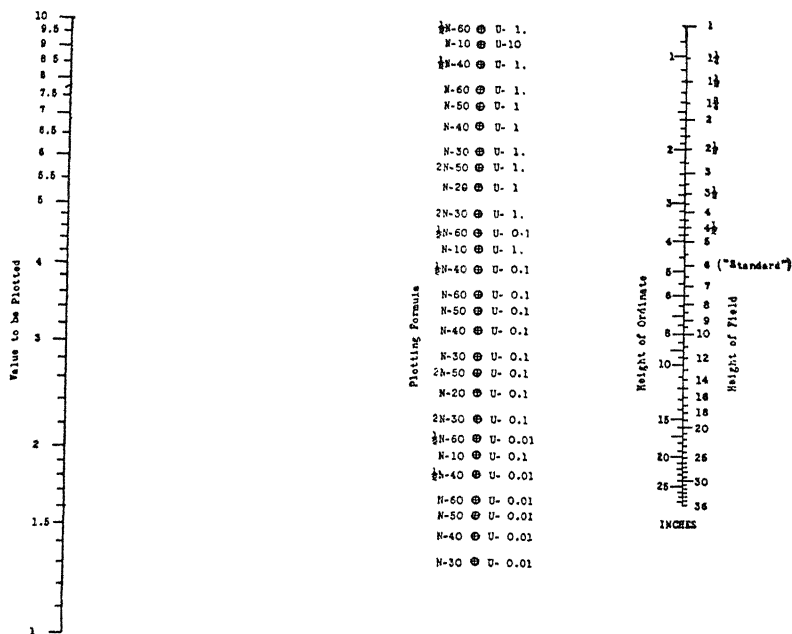 Value to be Plotted
10
9.5
9
8 5
8
7.5
7
6.5
6
5.5
5
4
3
2
1.5
1
Plotting Formula
½N-60 ⊕ U- 1.
N-10 ⊕ U-10
½N-40 ⊕ U- 1.
N-60 ⊕ U- 1.
N-50 ⊕ U- 1
N-40 ⊕ U- 1
N-30 ⊕ U- 1.
2N-50 ⊕ U- 1.
N-20 ⊕ U- 1
2N-30 ⊕ U- 1.
½N-60 ⊕ U- 0.1
N-10 ⊕ U- 1.
½N-40 ⊕ U- 0.1
N-60 ⊕ U- 0.1
N-50 ⊕ U- 0.1
N-40 ⊕ U- 0.1
N-30 ⊕ U- 0.1
2N-50 ⊕ U- 0.1
N-20 ⊕ U- 0.1
2N-30 ⊕ U- 0.1
½N-60 ⊕ U- 0.01
N-10 ⊕ U- 0.1
½N-40 ⊕ U- 0.01
N-60 ⊕ U- 0.01
N-50 ⊕ U- 0.01
N-40 ⊕ U- 0.01
N-30 ⊕ U- 0.01
Height of Ordinate
1
2
3
4
5
6
8
10
15
20
25
Height of Field
1
1¼
1½
1¾
2
2½
3
3½
4
4½
5
6 ("Standard")
7
8
9
10
12
14
16
18
20
25
30
36
INCHES